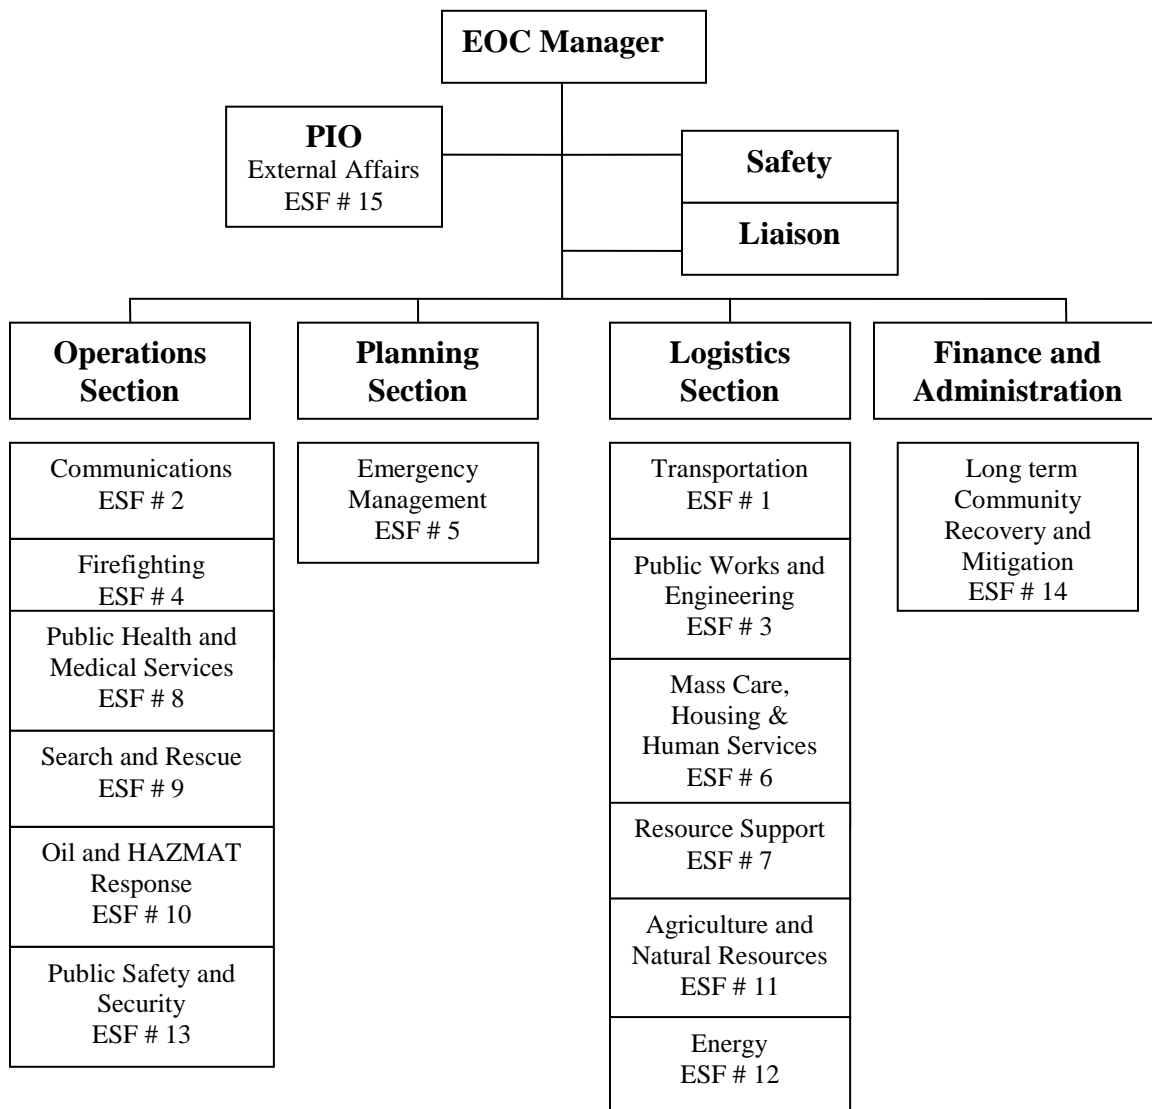 EOC Manager
PIO
External Affairs
ESF # 15
Safety
Liaison
Operations
Section
Planning
Section
Logistics
Section
Finance and
Administration
Communications
ESF # 2
Firefighting
ESF # 4
Public Health and
Medical Services
ESF # 8
Search and Rescue
ESF # 9
Oil and HAZMAT
Response
ESF # 10
Public Safety and
Security
ESF # 13
Emergency
Management
ESF # 5
Transportation
ESF # 1
Public Works and
Engineering
ESF # 3
Mass Care,
Housing &
Human Services
ESF # 6
Resource Support
ESF # 7
Agriculture and
Natural Resources
ESF # 11
Energy
ESF # 12
Long term
Community
Recovery and
Mitigation
ESF # 14